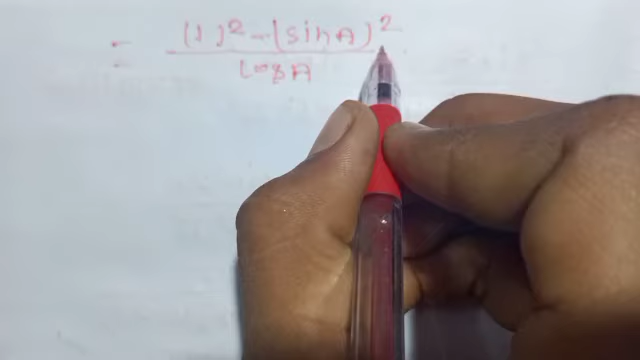 = (1)² - (sinA)²
cosA